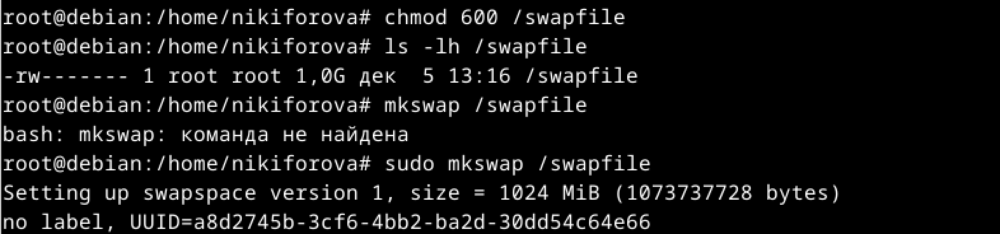 root@debian:/home/nikiforova# chmod 600 /swapfile
root@debian:/home/nikiforova# ls -lh /swapfile
-rw------- 1 root root 1,0G дек  5 13:16 /swapfile
root@debian:/home/nikiforova# mkswap /swapfile
bash: mkswap: команда не найдена
root@debian:/home/nikiforova# sudo mkswap /swapfile
Setting up swapspace version 1, size = 1024 MiB (1073737728 bytes)
no label, UUID=a8d2745b-3cf6-4bb2-ba2d-30dd54c64e66